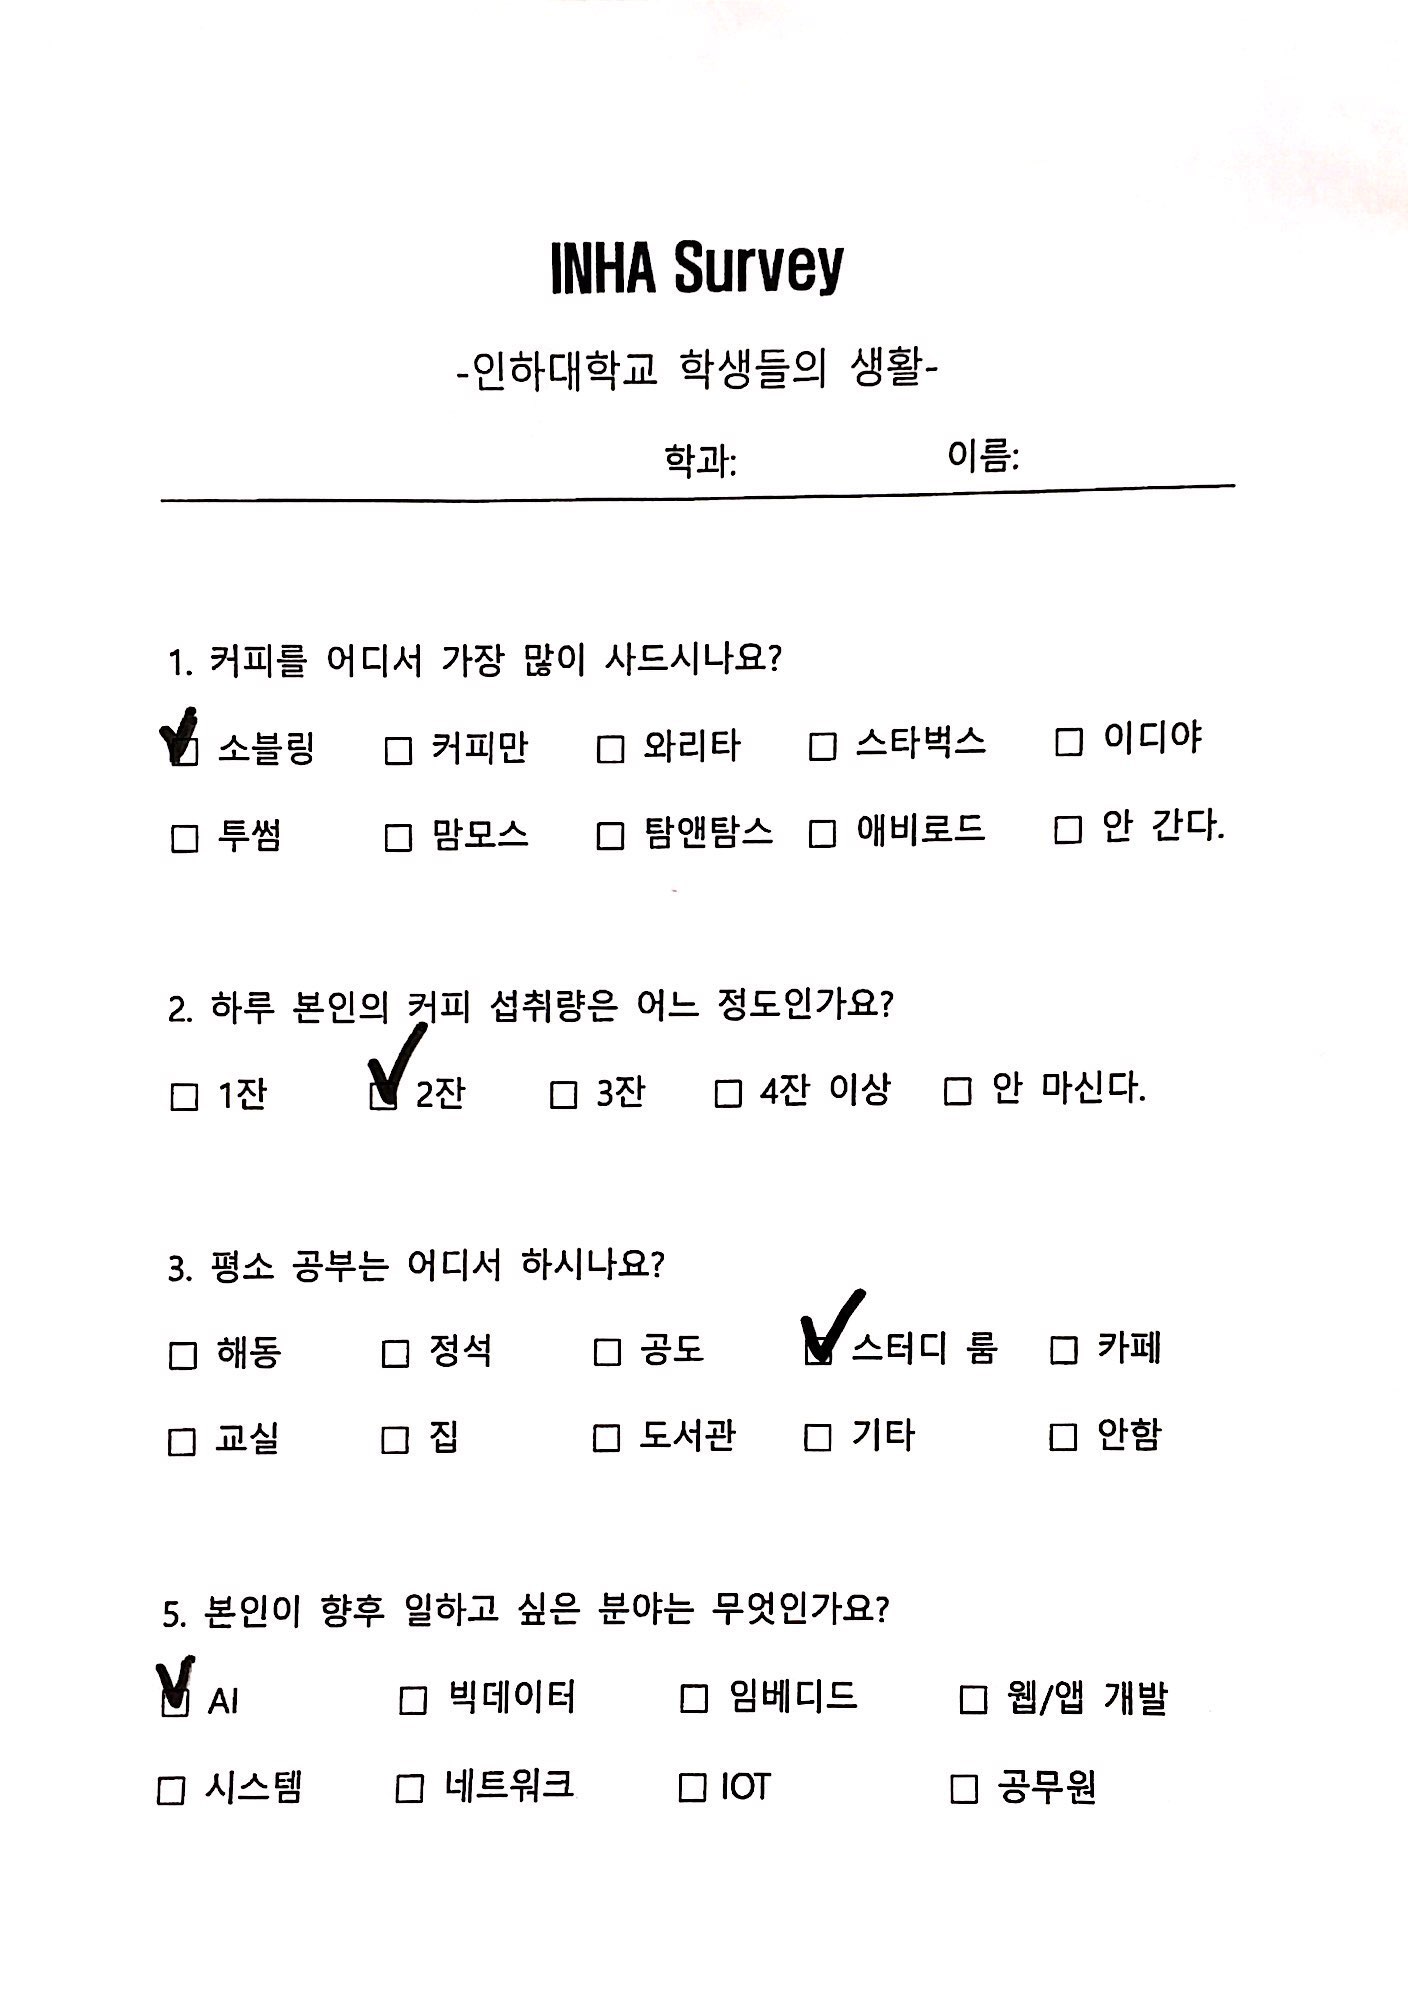 INHA Survey
-인하대학교 학생들의 생활-
학과: 이름:
1. 커피를 어디서 가장 많이 사드시나요?
☑ 소블링 ☐ 커피만 ☐ 와리타 ☐ 스타벅스 ☐ 이디야
☐ 투썸 ☐ 맘모스 ☐ 탐앤탐스 ☐ 애비로드 ☐ 안 간다.
2. 하루 본인의 커피 섭취량은 어느 정도인가요?
☐ 1잔 ☑ 2잔 ☐ 3잔 ☐ 4잔 이상 ☐ 안 마신다.
3. 평소 공부는 어디서 하시나요?
☐ 해동 ☐ 정석 ☐ 공도 ☑ 스터디 룸 ☐ 카페
☐ 교실 ☐ 집 ☐ 도서관 ☐ 기타 ☐ 안함
5. 본인이 향후 일하고 싶은 분야는 무엇인가요?
☑ AI ☐ 빅데이터 ☐ 임베디드 ☐ 웹/앱 개발
☐ 시스템 ☐ 네트워크 ☐ IOT ☐ 공무원